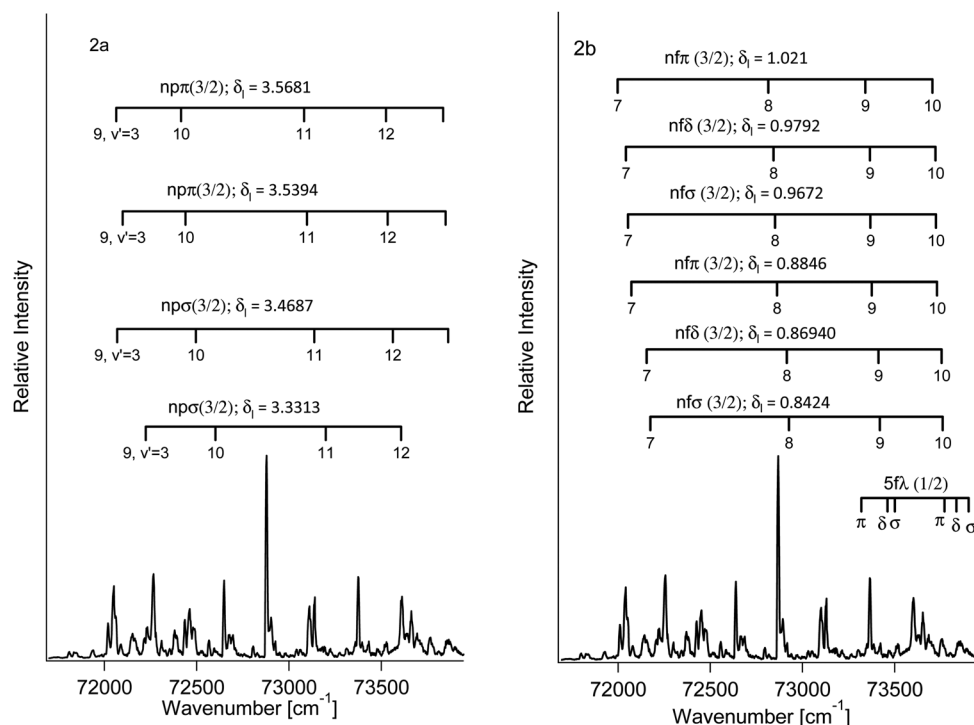 2a
npπ(3/2); δl = 3.5681
9, v'=3 10 11 12
npπ(3/2); δl = 3.5394
9, v'=3 10 11 12
npσ(3/2); δl = 3.4687
9, v'=3 10 11 12
npσ(3/2); δl = 3.3313
9, v'=3 10 11 12
Relative Intensity
72000 72500 73000 73500
Wavenumber [cm-1]
2b
nfπ (3/2); δl = 1.021
7 8 9 10
nfδ (3/2); δl = 0.9792
7 8 9 10
nfσ (3/2); δl = 0.9672
7 8 9 10
nfπ (3/2); δl = 0.8846
7 8 9 10
nfδ (3/2); δl = 0.86940
7 8 9 10
nfσ (3/2); δl = 0.8424
7 8 9 10
5fλ (1/2)
π δ σ π δ σ
Relative Intensity
72000 72500 73000 73500
Wavenumber [cm-1]